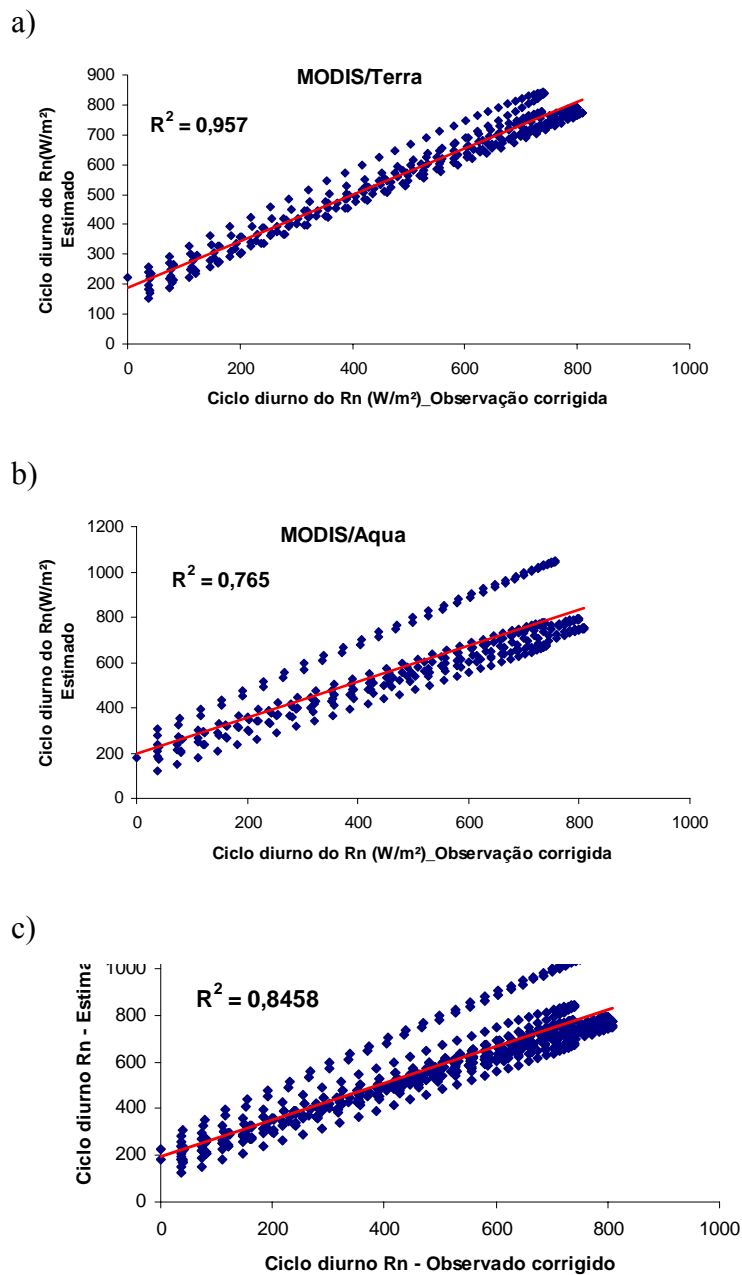 a)
MODIS/Terra
R² = 0,957
Ciclo diurno do Rn(W/m²)
Estimado
900
800
700
600
500
400
300
200
100
0
0 200 400 600 800 1000
Ciclo diurno do Rn (W/m²)_Observação corrigida
b)
MODIS/Aqua
R² = 0,765
Ciclo diurno do Rn(W/m²)
Estimado
1200
1000
800
600
400
200
0
0 200 400 600 800 1000
Ciclo diurno do Rn (W/m²)_Observação corrigida
c)
R² = 0,8458
Ciclo diurno Rn - Estima
1000
800
600
400
200
0
0 200 400 600 800 1000
Ciclo diurno Rn - Observado corrigido